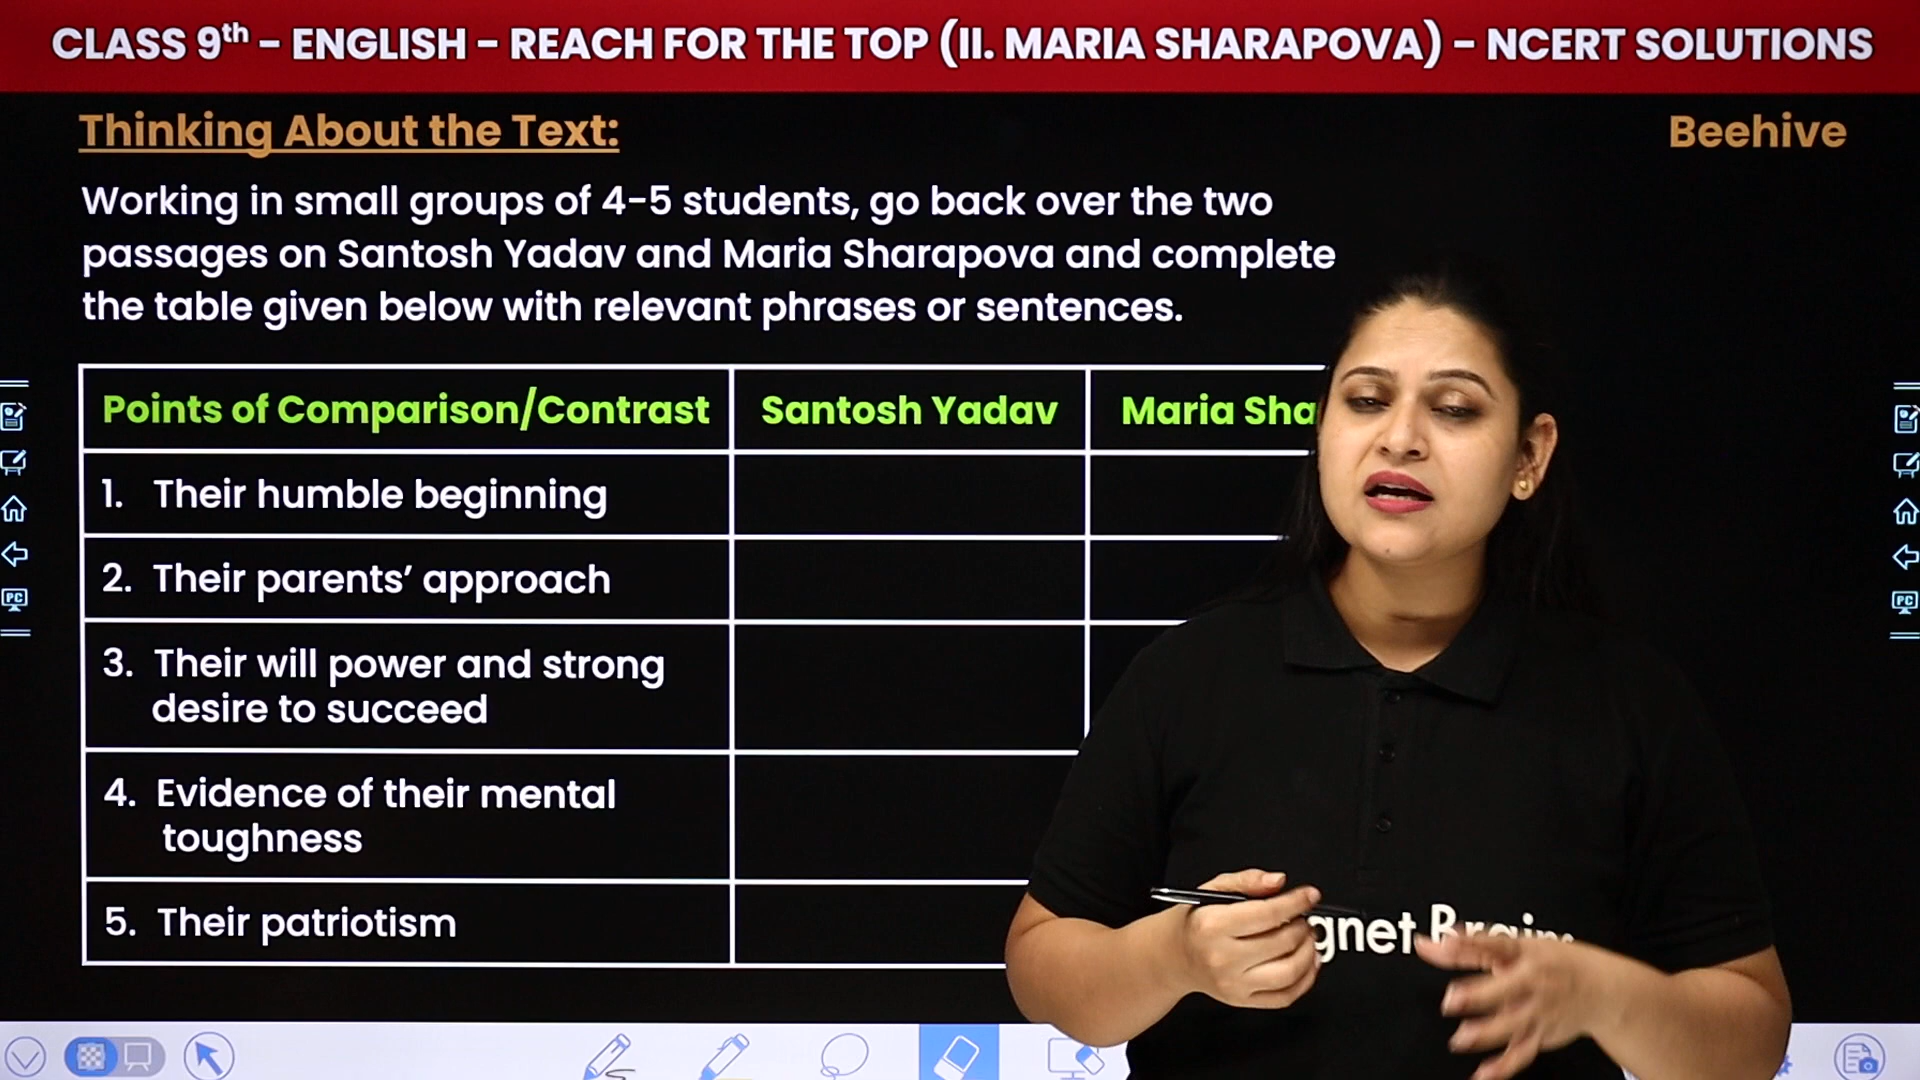 CLASS 9th – ENGLISH – REACH FOR THE TOP (II. MARIA SHARAPOVA) – NCERT SOLUTIONS
Thinking About the Text:
Beehive
Working in small groups of 4-5 students, go back over the two
passages on Santosh Yadav and Maria Sharapova and complete
the table given below with relevant phrases or sentences.
Points of Comparison/Contrast
Santosh Yadav
Maria Sha
1. Their humble beginning
2. Their parents’ approach
3. Their will power and strong
desire to succeed
4. Evidence of their mental
toughness
5. Their patriotism
PC
PC